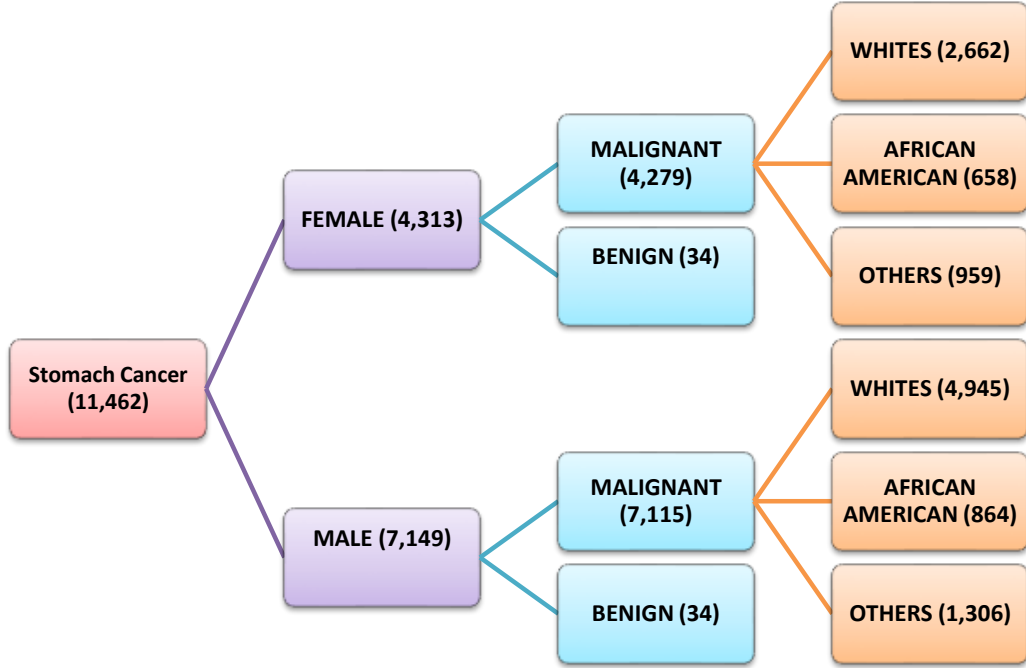 Stomach Cancer
(11,462)
FEMALE (4,313)
MALIGNANT
(4,279)
WHITES (2,662)
AFRICAN
AMERICAN (658)
OTHERS (959)
BENIGN (34)
MALE (7,149)
MALIGNANT
(7,115)
WHITES (4,945)
AFRICAN
AMERICAN (864)
OTHERS (1,306)
BENIGN (34)